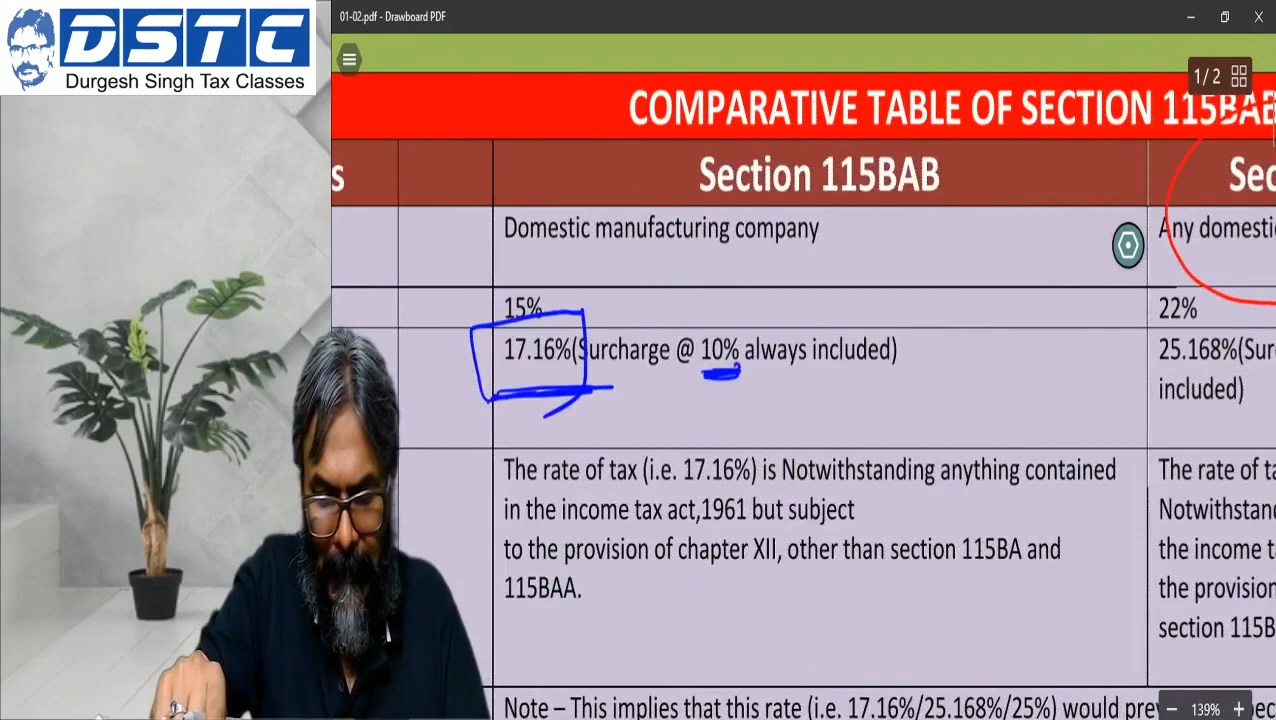 DSTC
Durgesh Singh Tax Classes
01-02.pdf - Drawboard PDF
1/2
COMPARATIVE TABLE OF SECTION 115BAB
s
Section 115BAB
Sec
Domestic manufacturing company
Any domesti
15%
22%
17.16%(Surcharge @ 10% always included)
25.168%(Sur
included)
The rate of tax (i.e. 17.16%) is Notwithstanding anything contained
in the income tax act,1961 but subject
to the provision of chapter XII, other than section 115BA and
115BAA.
The rate of ta
Notwithstand
the income t
the provision
section 115B
Note – This implies that this rate (i.e. 17.16%/25.168%/25%) would prev
139%